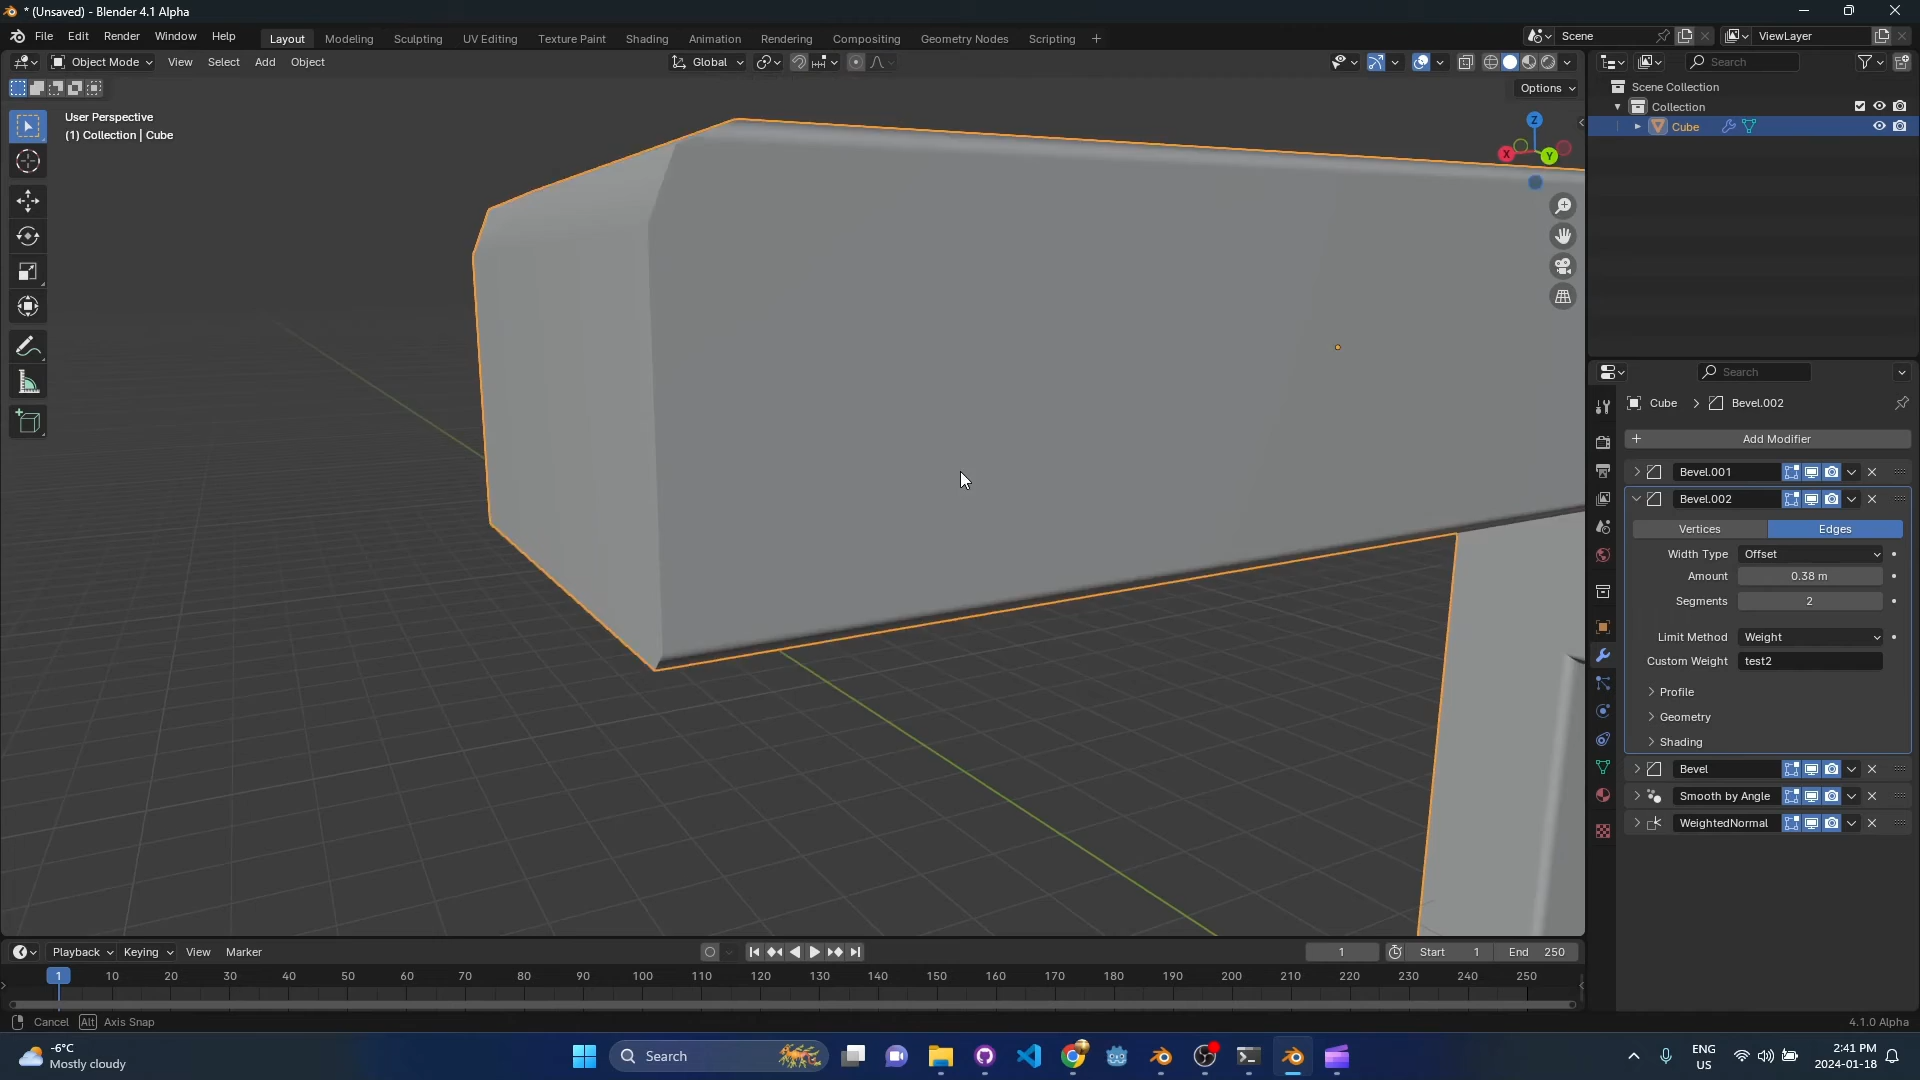 * (Unsaved) - Blender 4.1 Alpha
File Edit Render Window Help
Layout Modeling Sculpting UV Editing Texture Paint Shading Animation Rendering Compositing Geometry Nodes Scripting +
Scene
ViewLayer
Object Mode View Select Add Object
Global
Search
Options
User Perspective
(1) Collection | Cube
Z
X
Y
Scene Collection
Collection
Cube
Search
Cube > Bevel.002
+ Add Modifier
Bevel.001
Bevel.002
Vertices Edges
Width Type Offset
Amount 0.38 m
Segments 2
Limit Method Weight
Custom Weight test2
Profile
Geometry
Shading
Bevel
Smooth by Angle
WeightedNormal
Playback Keying View Marker
1
Start 1 End 250
1 10 20 30 40 50 60 70 80 90 100 110 120 130 140 150 160 170 180 190 200 210 220 230 240 250
Cancel Alt Axis Snap
4.1.0 Alpha
-6°C
Mostly cloudy
Search
ENG
US
2:41 PM
2024-01-18